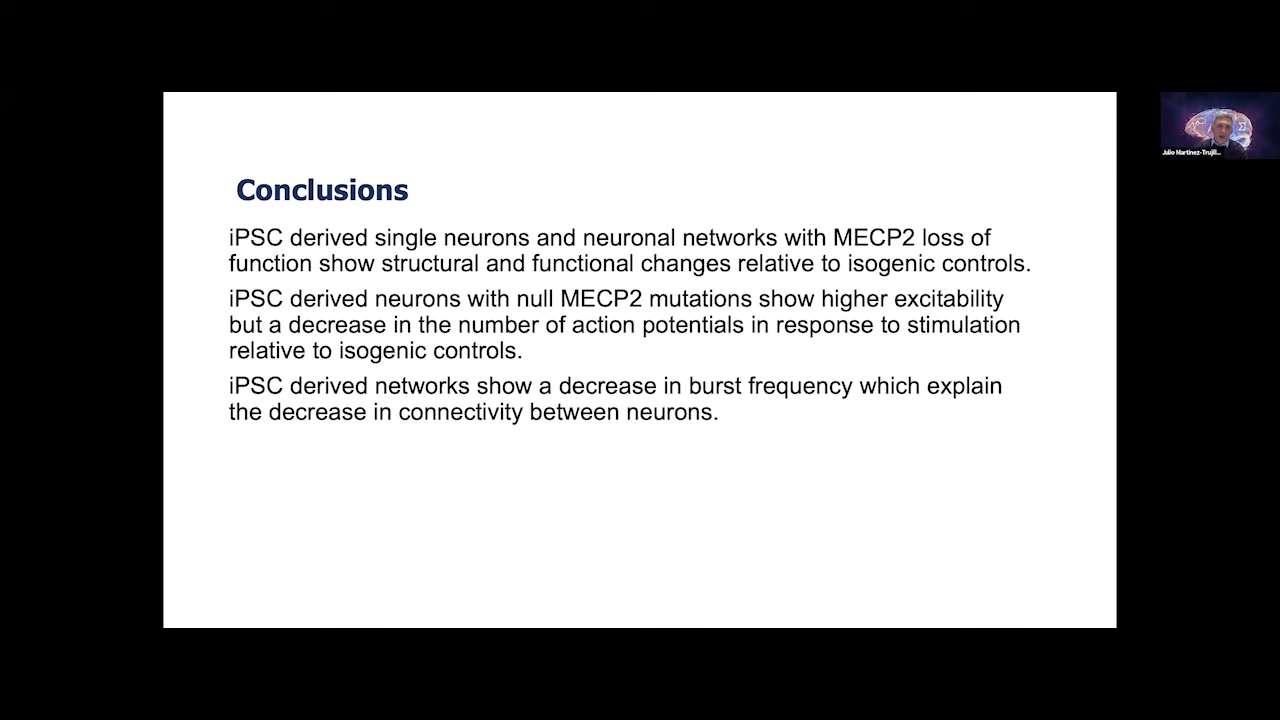 Conclusions
iPSC derived single neurons and neuronal networks with MECP2 loss of
function show structural and functional changes relative to isogenic controls.
iPSC derived neurons with null MECP2 mutations show higher excitability
but a decrease in the number of action potentials in response to stimulation
relative to isogenic controls.
iPSC derived networks show a decrease in burst frequency which explain
the decrease in connectivity between neurons.
Julio Martinez-Trujill...